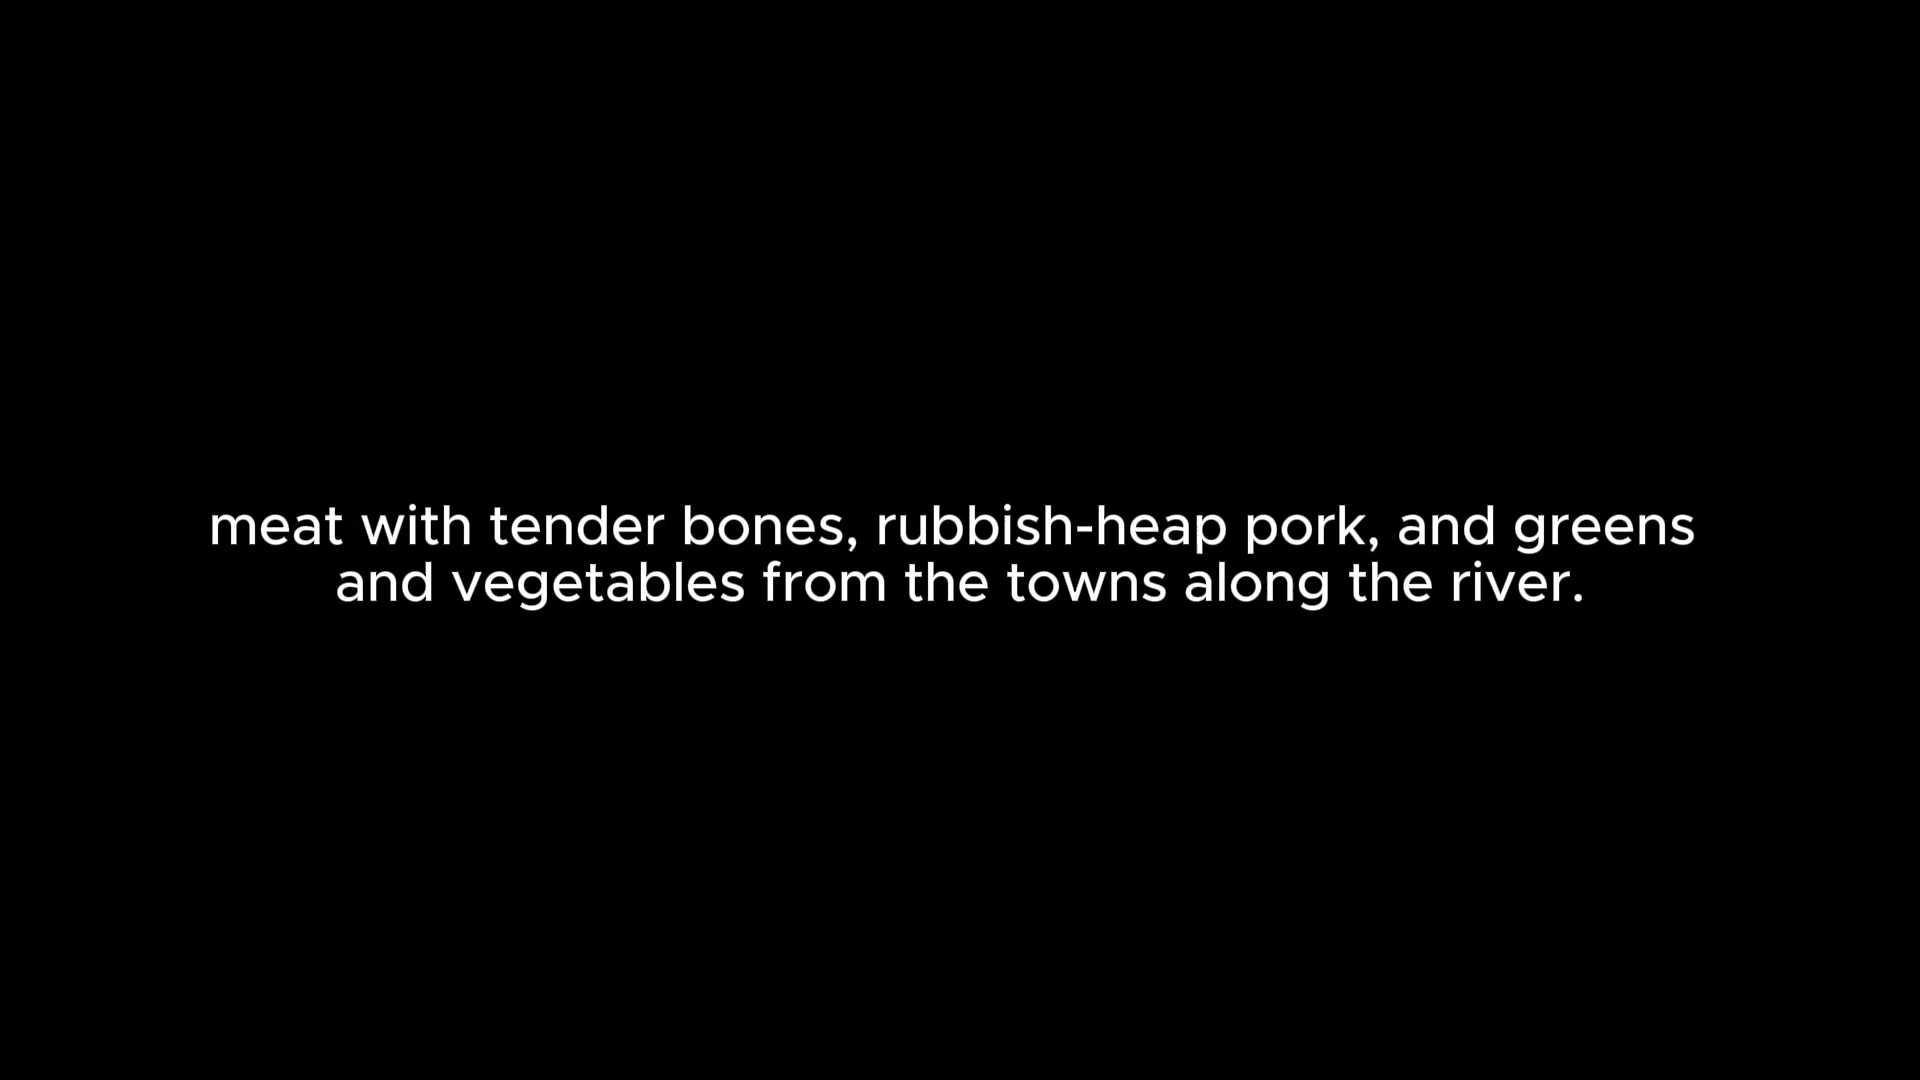 meat with tender bones, rubbish-heap pork, and greens
and vegetables from the towns along the river.